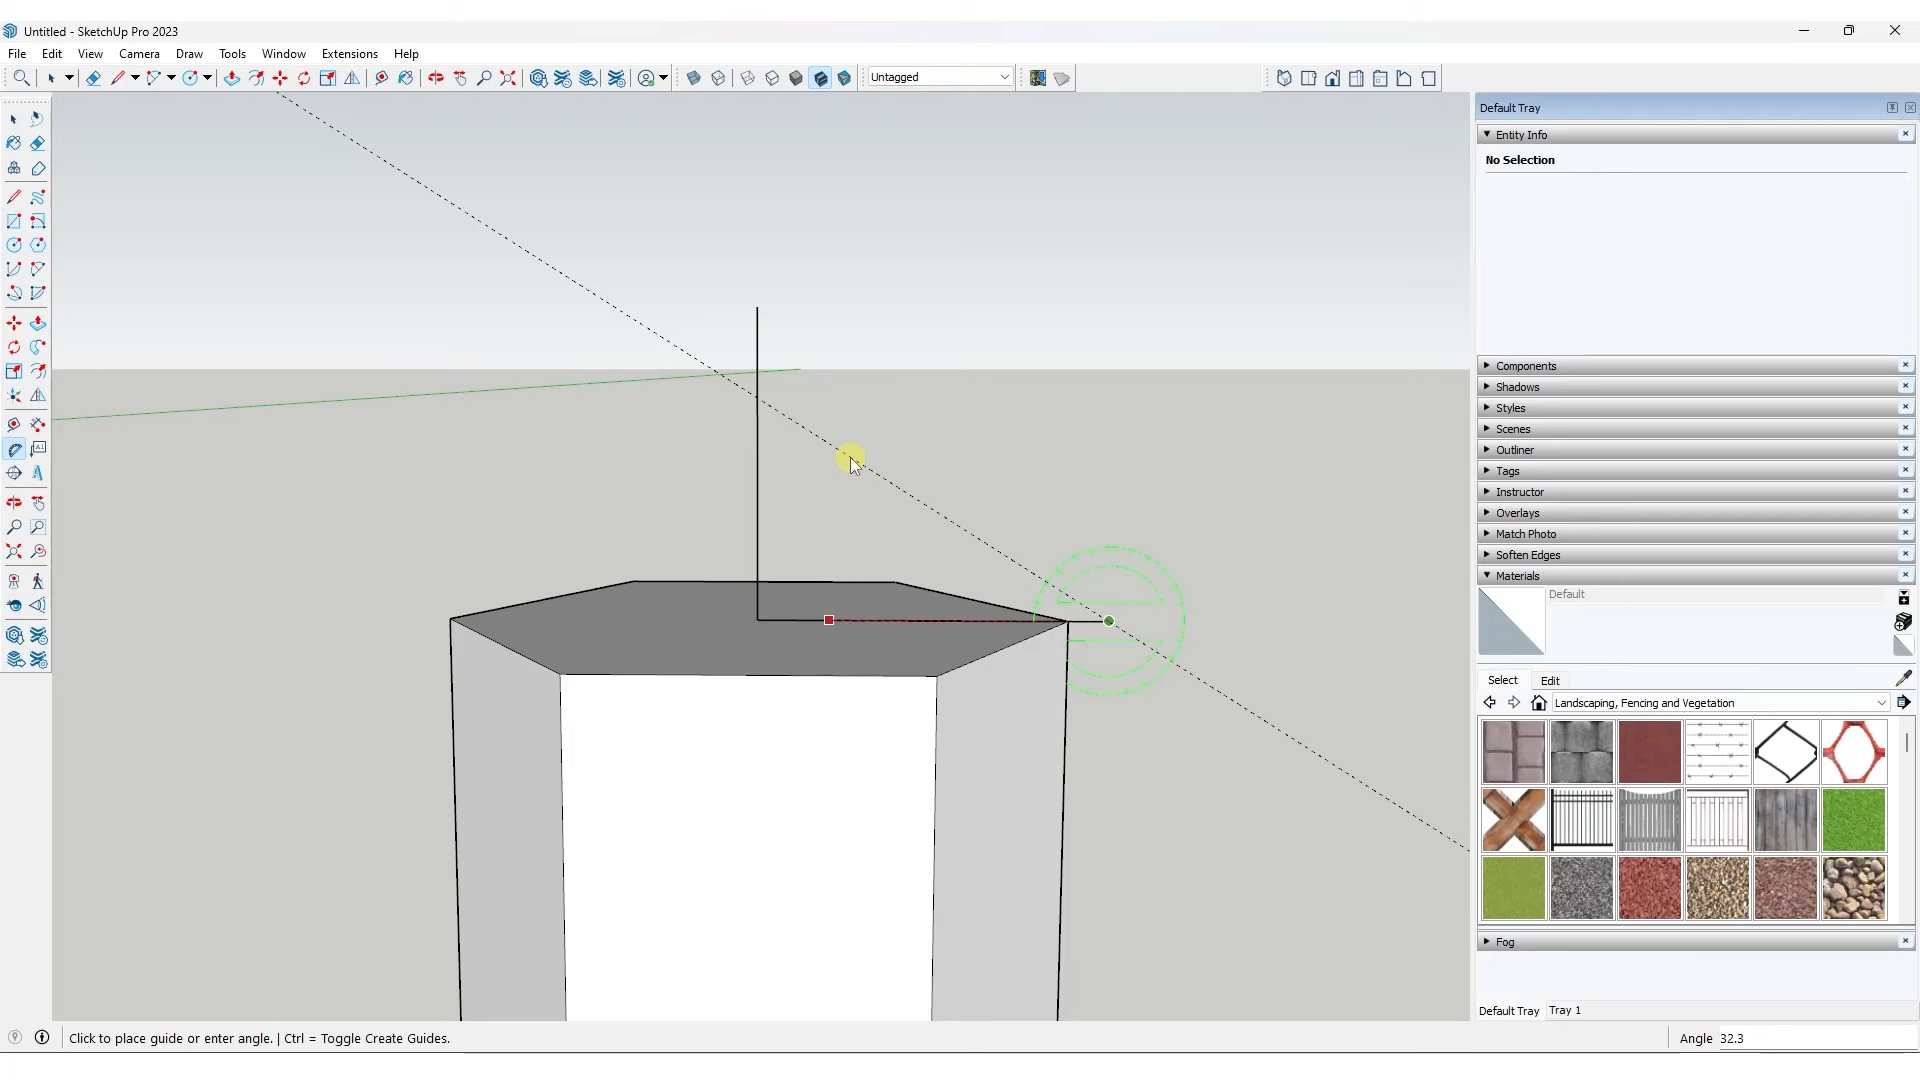 Untitled - SketchUp Pro 2023
File Edit View Camera Draw Tools Window Extensions Help
Untagged
Default Tray
Entity Info
No Selection
Components
Shadows
Styles
Scenes
Outliner
Tags
Instructor
Overlays
Match Photo
Soften Edges
Materials
Default
Select Edit
Landscaping, Fencing and Vegetation
Fog
Default Tray Tray 1
Click to place guide or enter angle. | Ctrl = Toggle Create Guides.
Angle 32.3